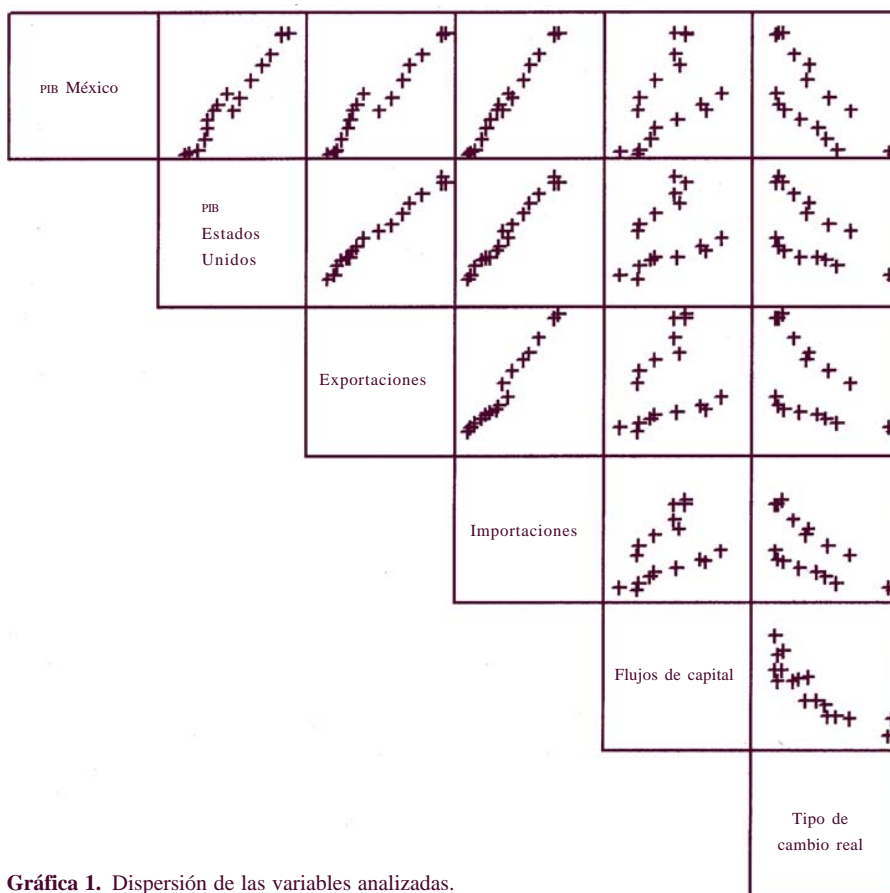 PIB México
PIB
Estados
Unidos
Exportaciones
Importaciones
Flujos de capital
Tipo de
cambio real
Gráfica 1. Dispersión de las variables analizadas.